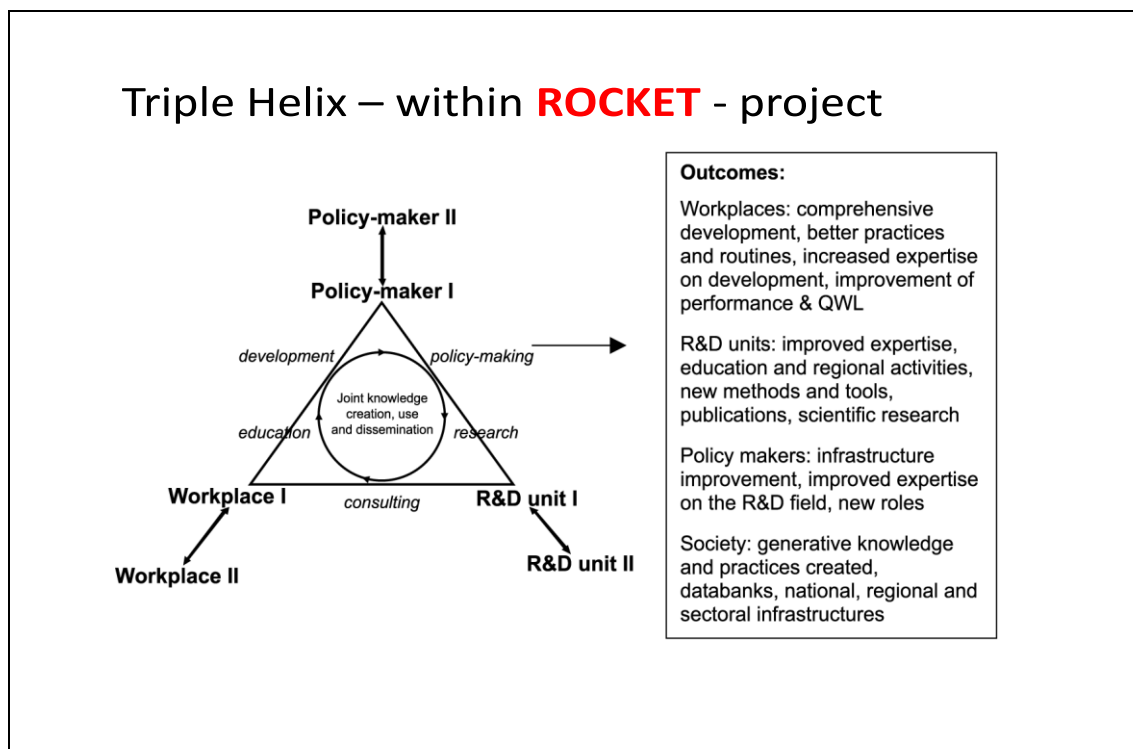 Triple Helix – within ROCKET - project
Policy-maker II
Policy-maker I
development
policy-making
Joint knowledge
creation, use
and dissemination
education
research
Workplace I
consulting
R&D unit I
Workplace II
R&D unit II
Outcomes:
Workplaces: comprehensive
development, better practices
and routines, increased expertise
on development, improvement of
performance & QWL
R&D units: improved expertise,
education and regional activities,
new methods and tools,
publications, scientific research
Policy makers: infrastructure
improvement, improved expertise
on the R&D field, new roles
Society: generative knowledge
and practices created,
databanks, national, regional and
sectoral infrastructures